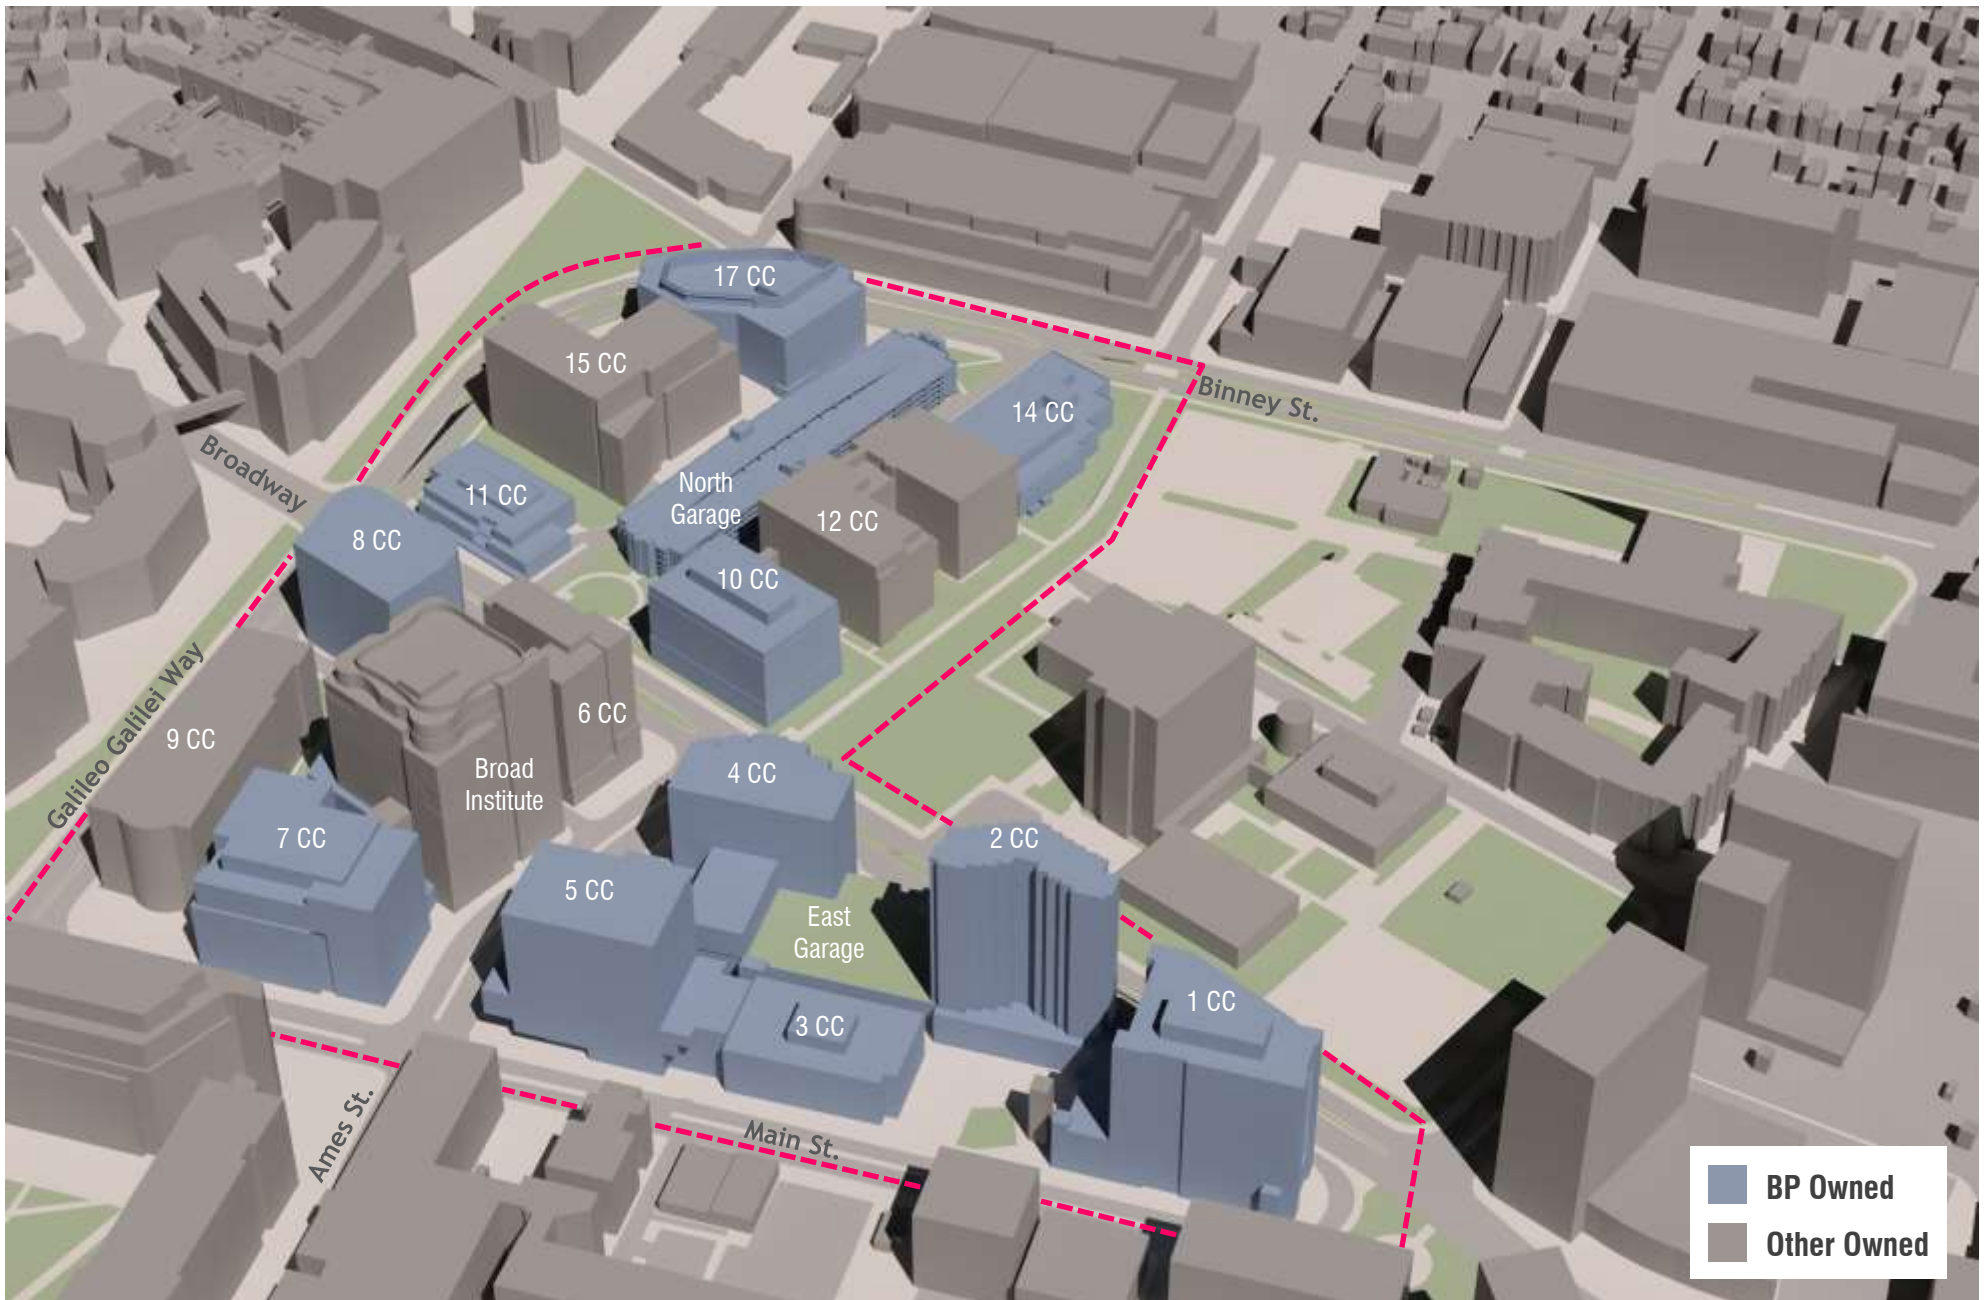 17 CC
15 CC
14 CC
Binney St.
Broadway
11 CC
North
Garage
12 CC
8 CC
10 CC
Galileo Galilei Way
9 CC
6 CC
Broad
Institute
4 CC
7 CC
2 CC
5 CC
East
Garage
1 CC
3 CC
Ames St.
Main St.
BP Owned
Other Owned